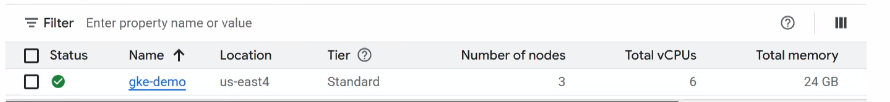 Filter Enter property name or value
Status Name Location Tier Number of nodes Total vCPUs Total memory
gke-demo us-east4 Standard 3 6 24 GB